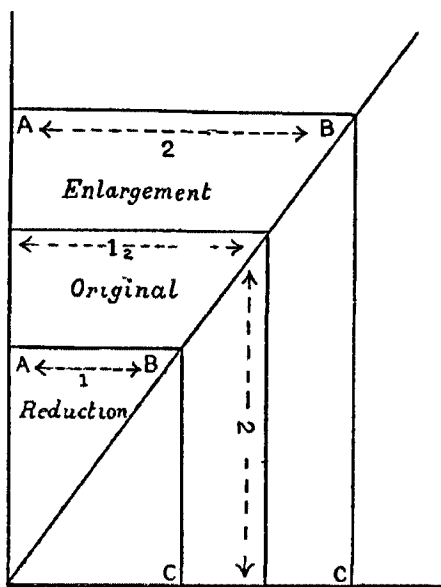 A B
2
Enlargement
1½
Original
A B
1
Reduction
2
C C